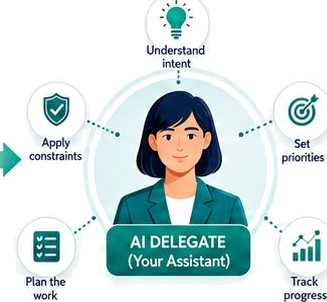 Understand
intent
Apply
constraints
Set
priorities
AI DELEGATE
(Your Assistant)
Plan the
work
Track
progress